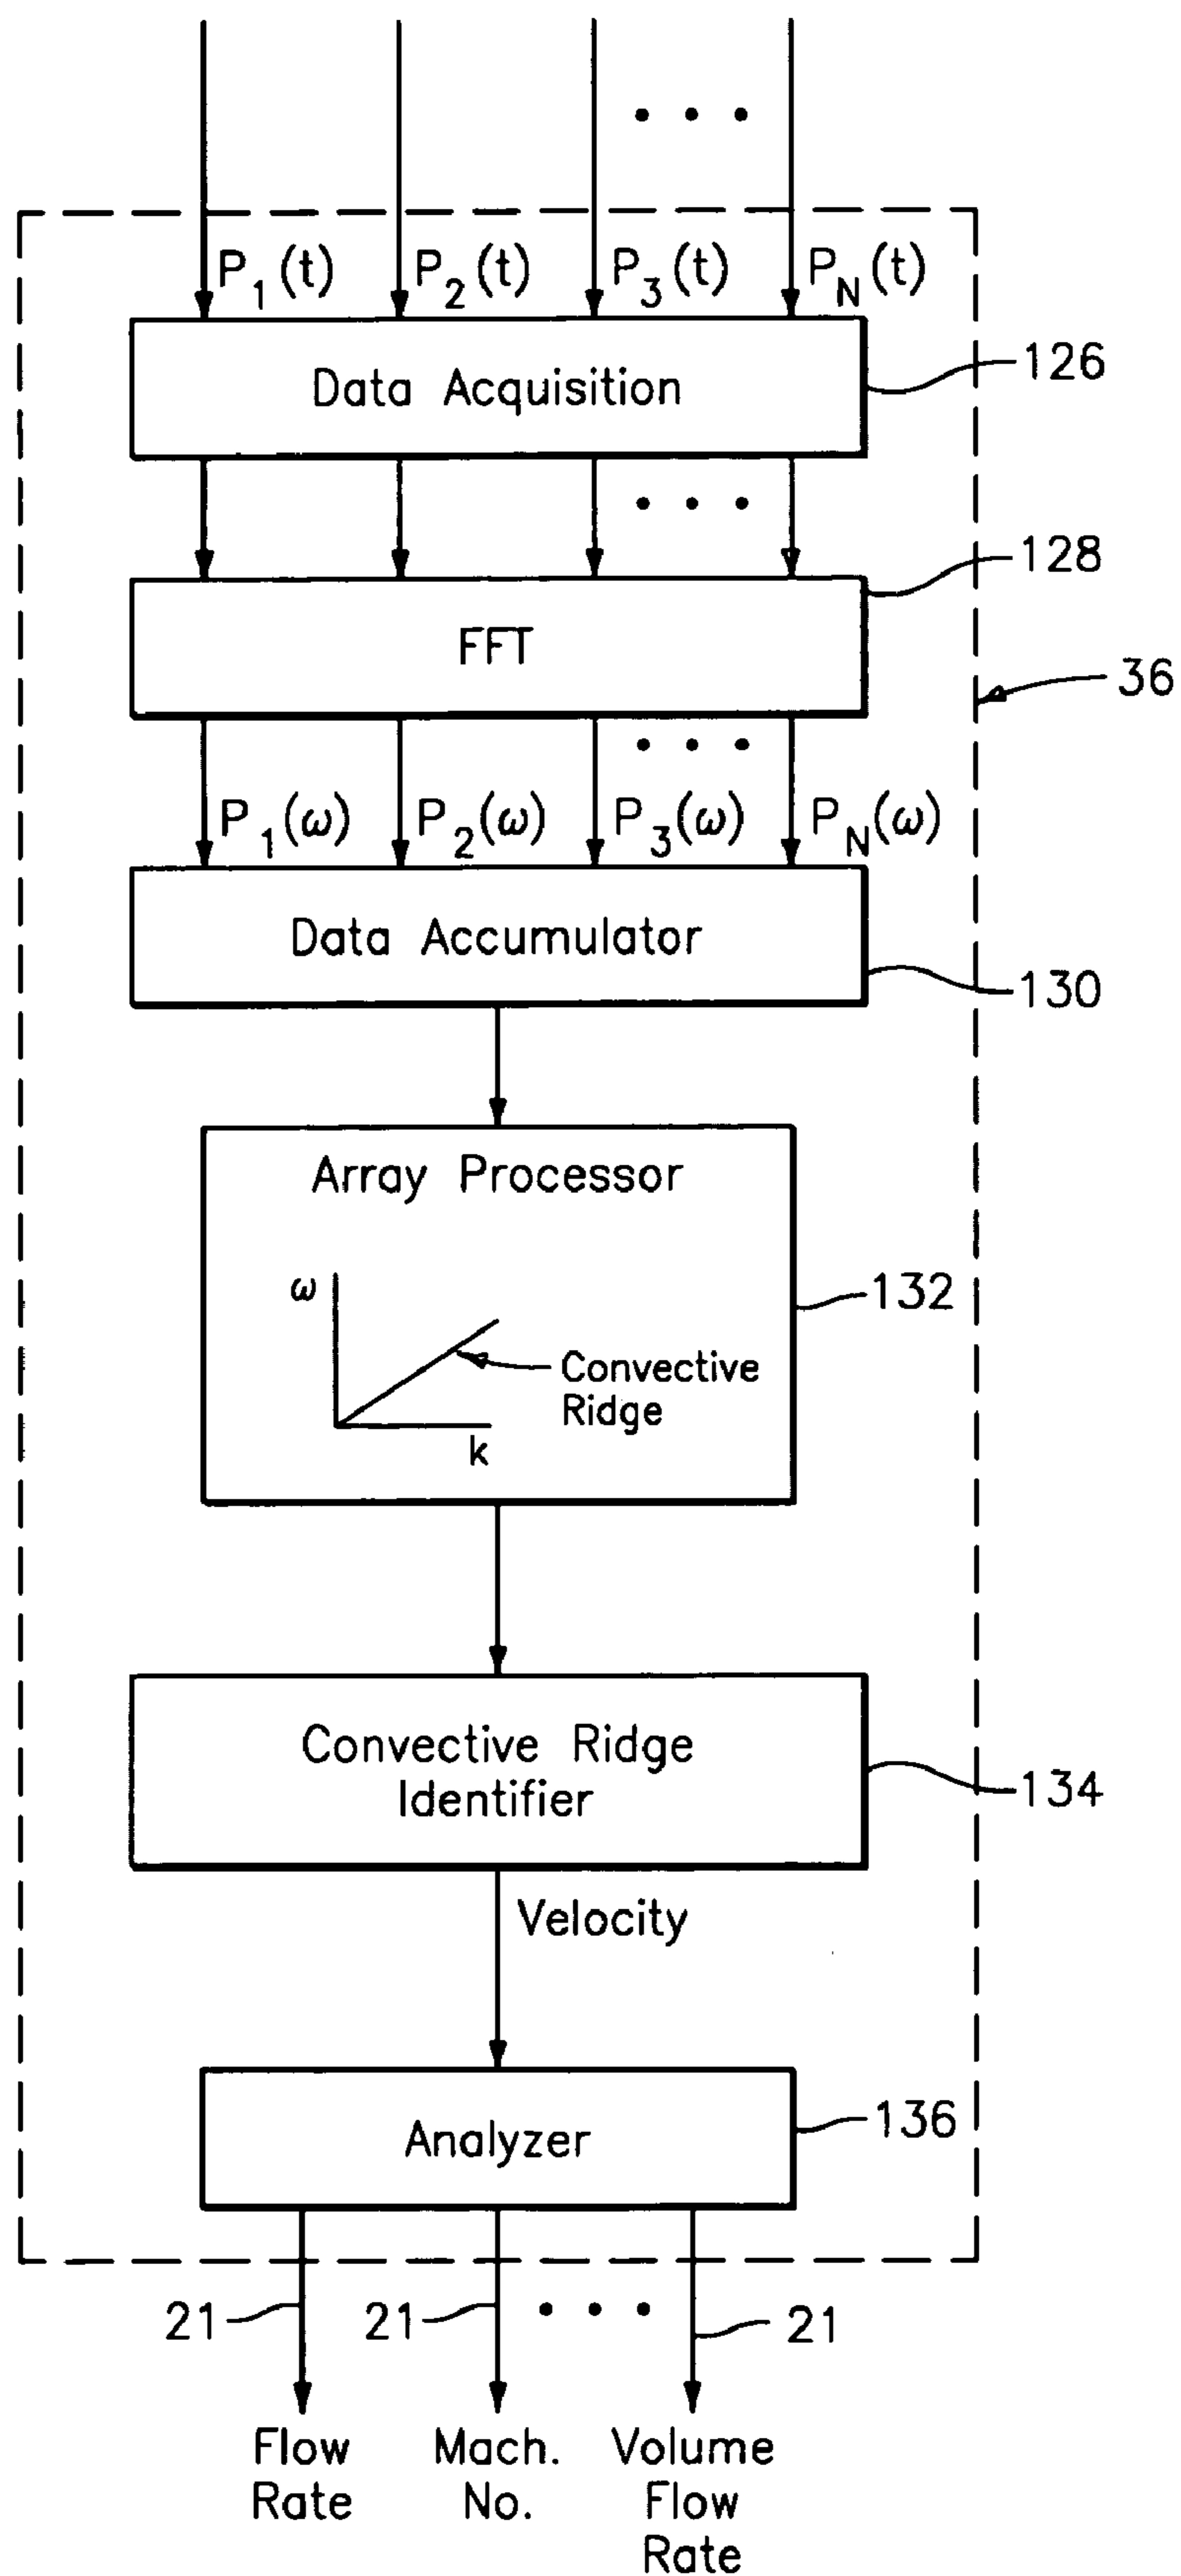 P1(t) P2(t) P3(t) PN(t)
Data Acquisition
126
FFT
128
36
P1(ω) P2(ω) P3(ω) PN(ω)
Data Accumulator
130
Array Processor
ω
Convective
Ridge
k
132
Convective Ridge
Identifier
134
Velocity
Analyzer
136
21 21 21
Flow
Rate
Mach.
No.
Volume
Flow
Rate